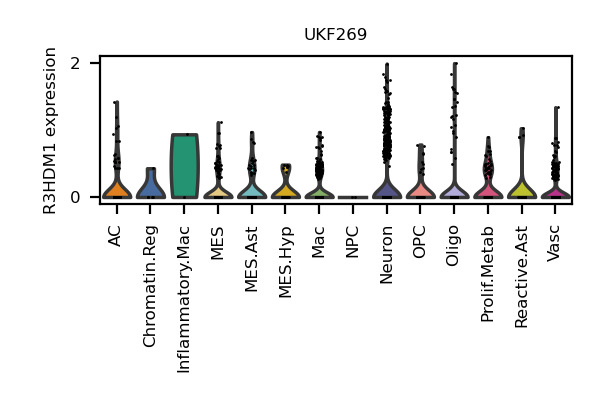 UKF269
R3HDM1 expression
2
0
AC
Chromatin.Reg
Inflammatory.Mac
MES
MES.Ast
MES.Hyp
Mac
NPC
Neuron
OPC
Oligo
Prolif.Metab
Reactive.Ast
Vasc